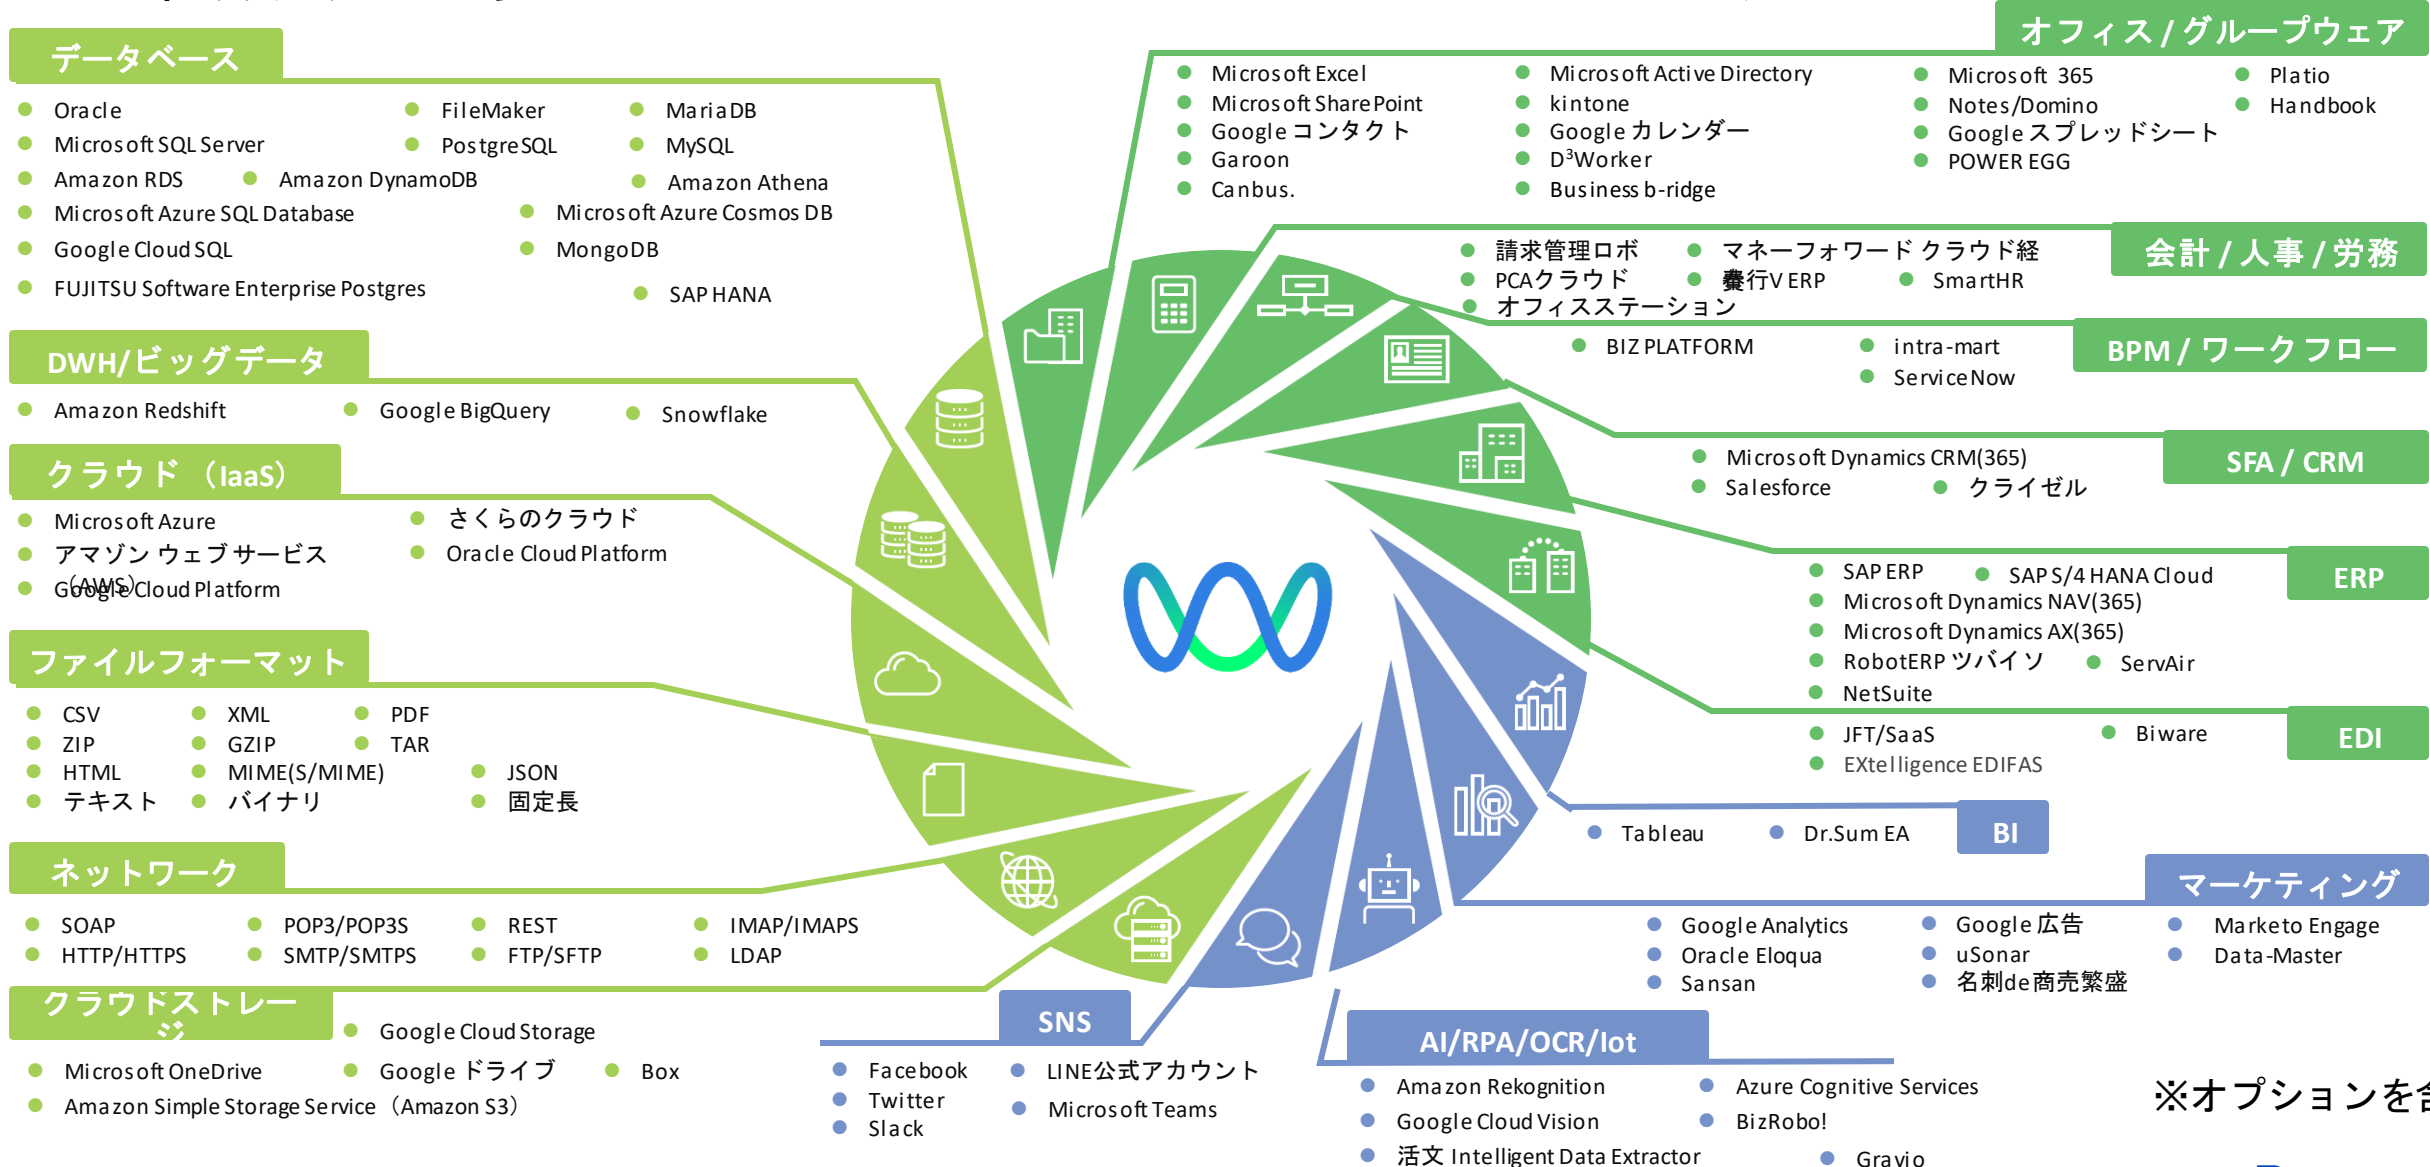 データベース
Oracle
FileMaker
MariaDB
Microsoft SQL Server
PostgreSQL
MySQL
Amazon RDS
Amazon DynamoDB
Amazon Athena
Microsoft Azure SQL Database
Microsoft Azure Cosmos DB
Google Cloud SQL
MongoDB
FUJITSU Software Enterprise Postgres
SAP HANA
DWH/ビッグデータ
Amazon Redshift
Google BigQuery
Snowflake
クラウド（IaaS）
Microsoft Azure
さくらのクラウド
アマゾン ウェブ サービス
（AWS）
Oracle Cloud Platform
Google Cloud Platform
ファイルフォーマット
CSV
XML
PDF
ZIP
GZIP
TAR
HTML
MIME(S/MIME)
JSON
テキスト
バイナリ
固定長
ネットワーク
SOAP
POP3/POP3S
REST
IMAP/IMAPS
HTTP/HTTPS
SMTP/SMTPS
FTP/SFTP
LDAP
クラウドストレー
ジ
Google Cloud Storage
Microsoft OneDrive
Google ドライブ
Box
Amazon Simple Storage Service（Amazon S3）
オフィス / グループウェア
Microsoft Excel
Microsoft Active Directory
Microsoft 365
Platio
Microsoft SharePoint
kintone
Notes/Domino
Handbook
Google コンタクト
Google カレンダー
Google スプレッドシート
Garoon
D³Worker
POWER EGG
Canbus.
Business b-ridge
会計 / 人事 / 労務
請求管理ロボ
マネーフォワード クラウド経
PCAクラウド
行V ERP
SmartHR
オフィスステーション
BPM / ワークフロー
BIZ PLATFORM
intra-mart
ServiceNow
SFA / CRM
Microsoft Dynamics CRM(365)
Salesforce
クライゼル
ERP
SAP ERP
SAP S/4 HANA Cloud
Microsoft Dynamics NAV(365)
Microsoft Dynamics AX(365)
RobotERP ツバイソ
ServAir
NetSuite
EDI
JFT/SaaS
Biware
EXtelligence EDIFAS
BI
Tableau
Dr.Sum EA
マーケティング
Google Analytics
Google 広告
Marketo Engage
Oracle Eloqua
uSonar
Data-Master
Sansan
名刺de商売繁盛
SNS
Facebook
LINE公式アカウント
Twitter
Microsoft Teams
Slack
AI/RPA/OCR/Iot
Amazon Rekognition
Azure Cognitive Services
Google Cloud Vision
BizRobo!
活文 Intelligent Data Extractor
Gravio
※オプションを